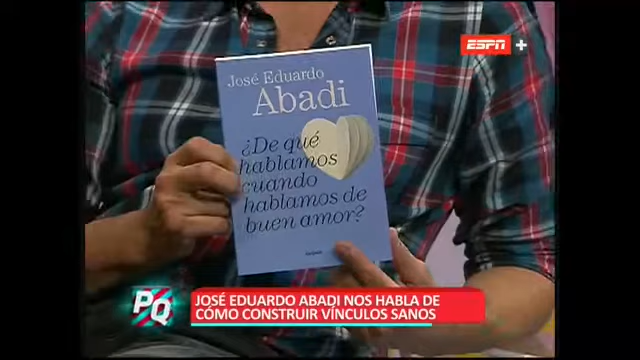 ESPN+
José Eduardo
Abadi
¿De qué
hablamos
cuando
hablamos de
buen amor?
PQ
JOSÉ EDUARDO ABADI NOS HABLA DE
CÓMO CONSTRUIR VÍNCULOS SANOS